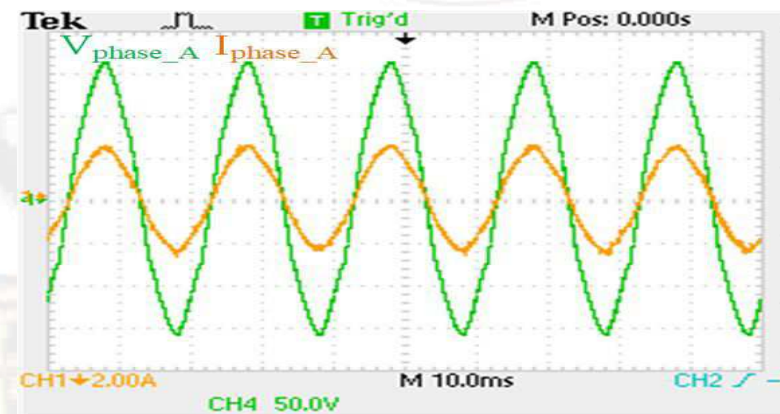 Tek T Trig'd M Pos: 0.000s
Vphase_A Iphase_A
CH1 2.00A M 10.0ms CH2
CH4 50.0V